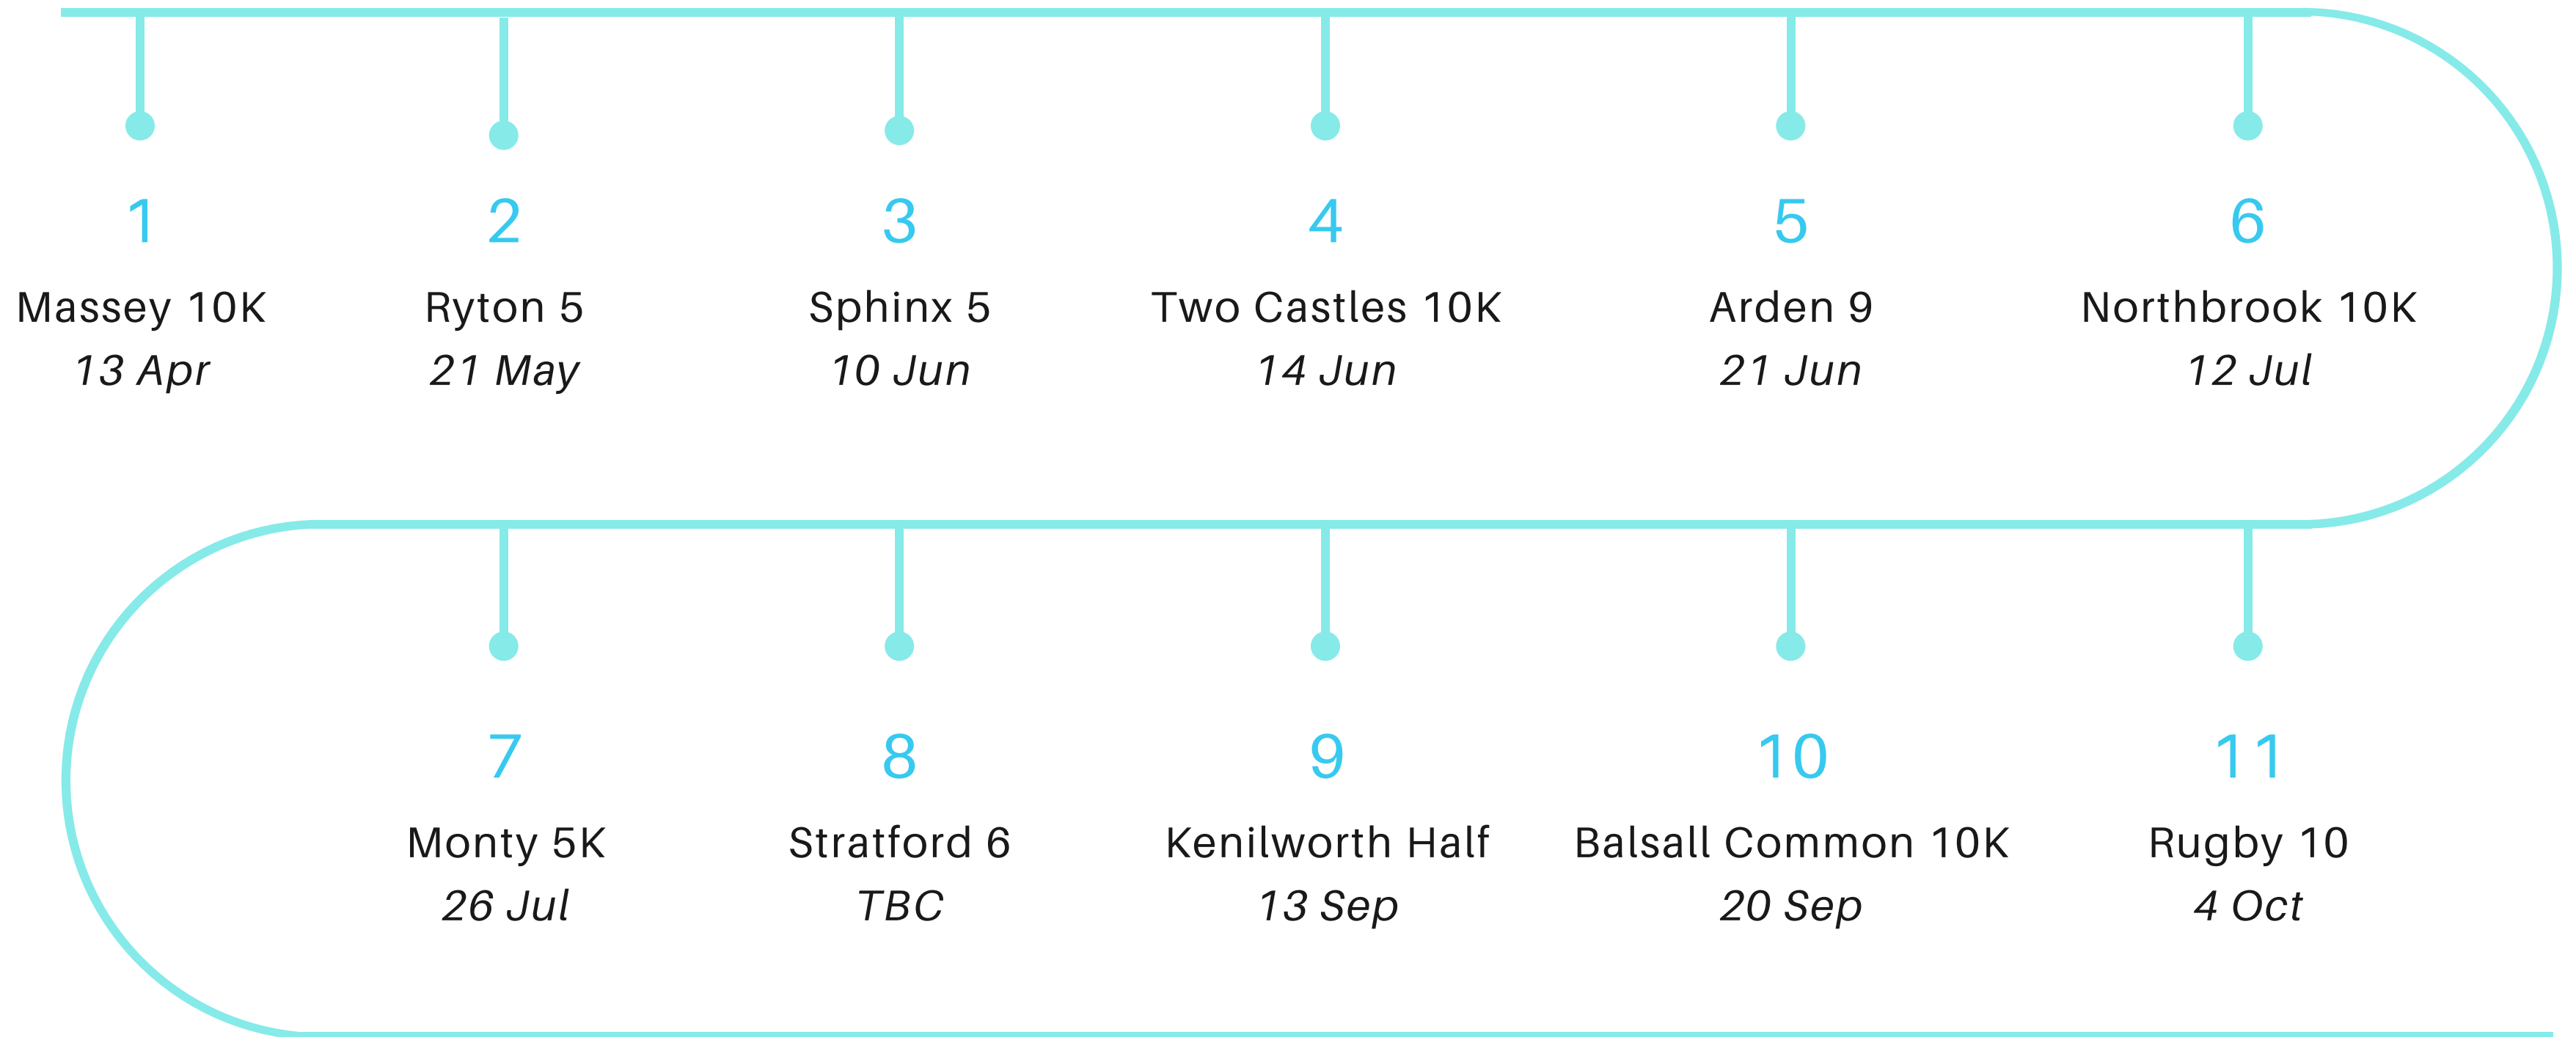 1
Massey 10K
13 Apr
2
Ryton 5
21 May
3
Sphinx 5
10 Jun
4
Two Castles 10K
14 Jun
5
Arden 9
21 Jun
6
Northbrook 10K
12 Jul
7
Monty 5K
26 Jul
8
Stratford 6
TBC
9
Kenilworth Half
13 Sep
10
Balsall Common 10K
20 Sep
11
Rugby 10
4 Oct